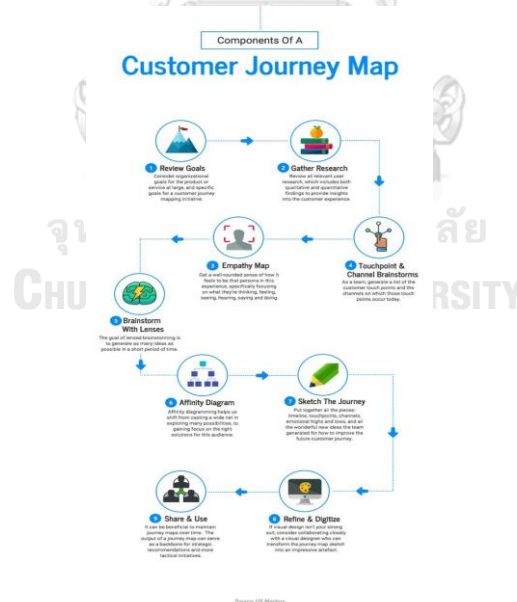 Components Of A
Customer Journey Map
1 Review Goals
Consider organizational
goals for the product or
service at large, and specific
goals for a customer journey
mapping initiative.
2 Gather Research
Review all relevant user
research, which includes both
qualitative and quantitative
findings to provide insights
into the customer experience.
3 Empathy Map
Get a well-rounded sense of how it
feels to be that persona in this
experience, specifically focusing
on what they're thinking, feeling,
seeing, hearing, saying and doing.
4 Touchpoint &
Channel Brainstorms
As a team, generate a list of the
customer touch points and the
channels on which those touch
points occur today.
5 Brainstorm
With Lenses
The goal of lensed brainstorming is
to generate as many ideas as
possible in a short period of time.
6 Affinity Diagram
Affinity diagramming helps us
shift from casting a wide net in
exploring many possibilities, to
gaining focus on the right
solutions for this audience.
7 Sketch The Journey
Put together all the pieces:
timeline, touchpoints, channels,
emotional highs and lows, and all
the wonderful new ideas the team
generated for how to improve the
future customer journey.
8 Refine & Digitize
If visual design isn't your strong
suit, consider collaborating closely
with a visual designer who can
transform the journey map sketch
into an impressive artefact.
9 Share & Use
It can be beneficial to maintain
journey maps over time. The
output of a journey map can serve
as a backbone for strategic
recommendations and more
tactical initiatives.
จุ
ลัย
CHU
RSITY